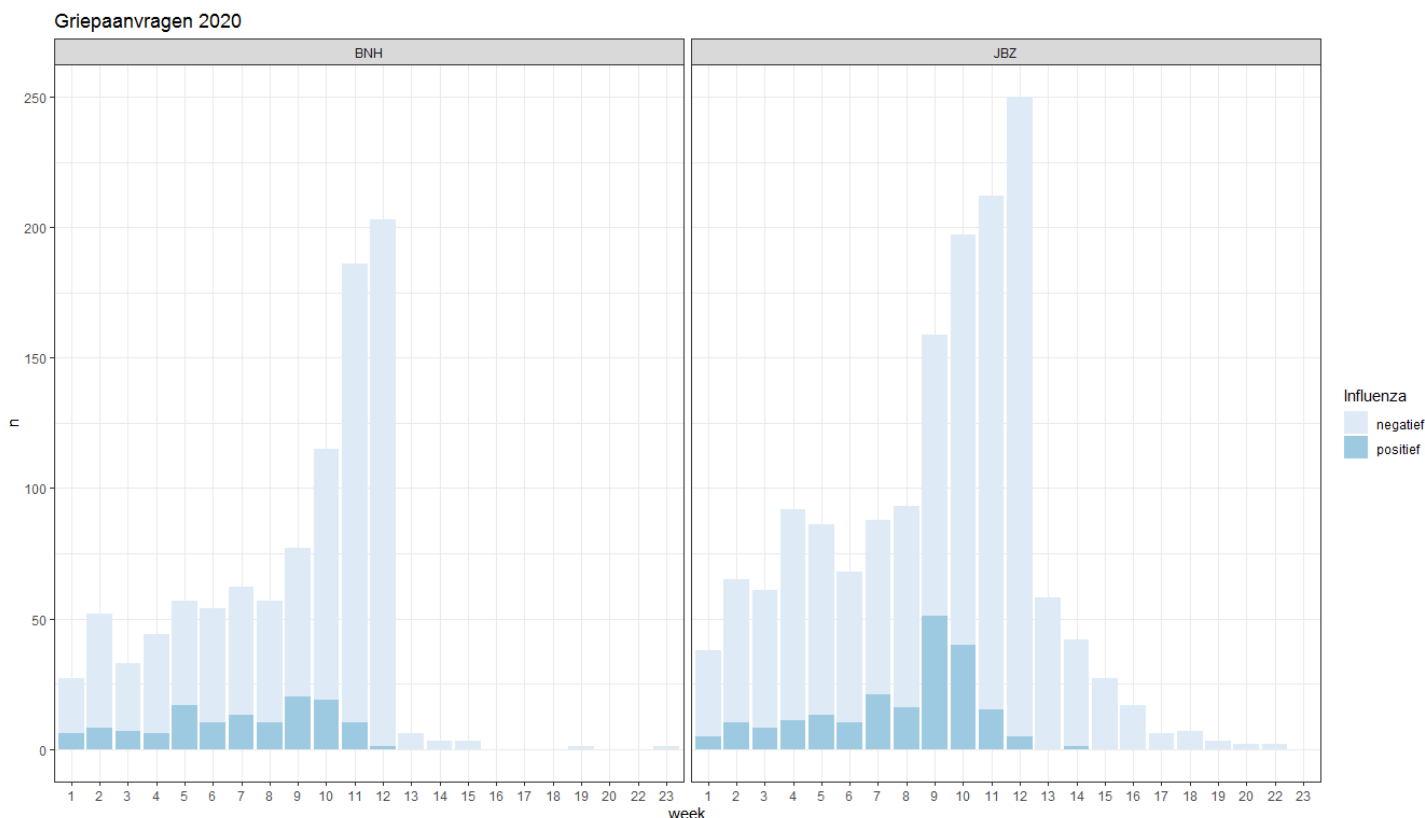 Griepaanvragen 2020
BNH JBZ
250
200
150
100
50
0
n
1 2 3 4 5 6 7 8 9 10 11 12 13 14 15 16 17 18 19 20 22 23 1 2 3 4 5 6 7 8 9 10 11 12 13 14 15 16 17 18 19 20 22 23
week
Influenza
negatief
positief